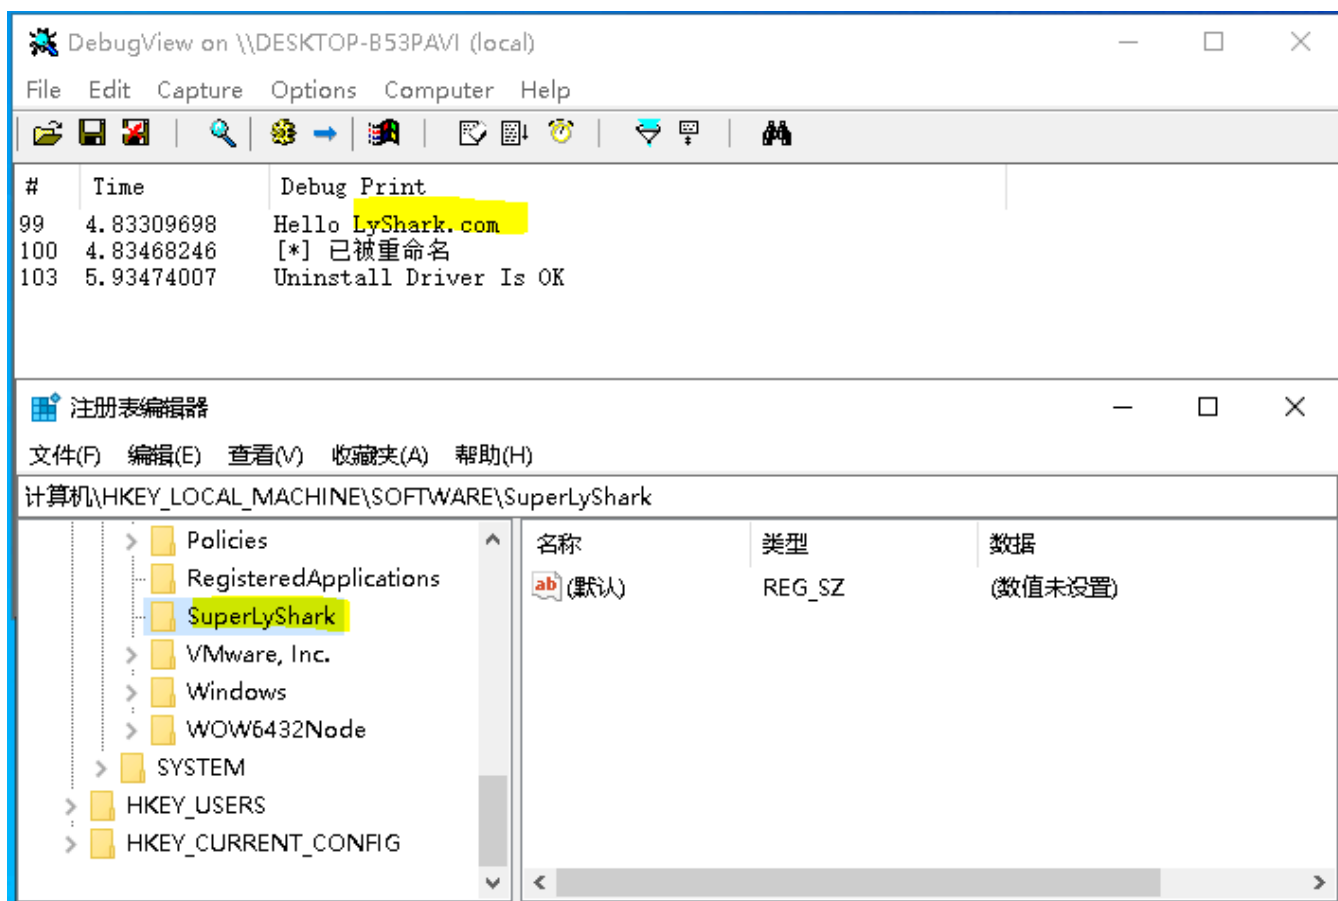 DebugView on \\DESKTOP-B53PAVI (local)
File Edit Capture Options Computer Help
# Time Debug Print
99 4.83309698 Hello LyShark.com
100 4.83468246 [*] 已被重命名
103 5.93474007 Uninstall Driver Is OK
注册表编辑器
文件(F) 编辑(E) 查看(V) 收藏夹(A) 帮助(H)
计算机\HKEY_LOCAL_MACHINE\SOFTWARE\SuperLyShark
Policies
RegisteredApplications
SuperLyShark
VMware, Inc.
Windows
WOW6432Node
SYSTEM
HKEY_USERS
HKEY_CURRENT_CONFIG
名称 类型 数据
ab (默认) REG_SZ (数值未设置)